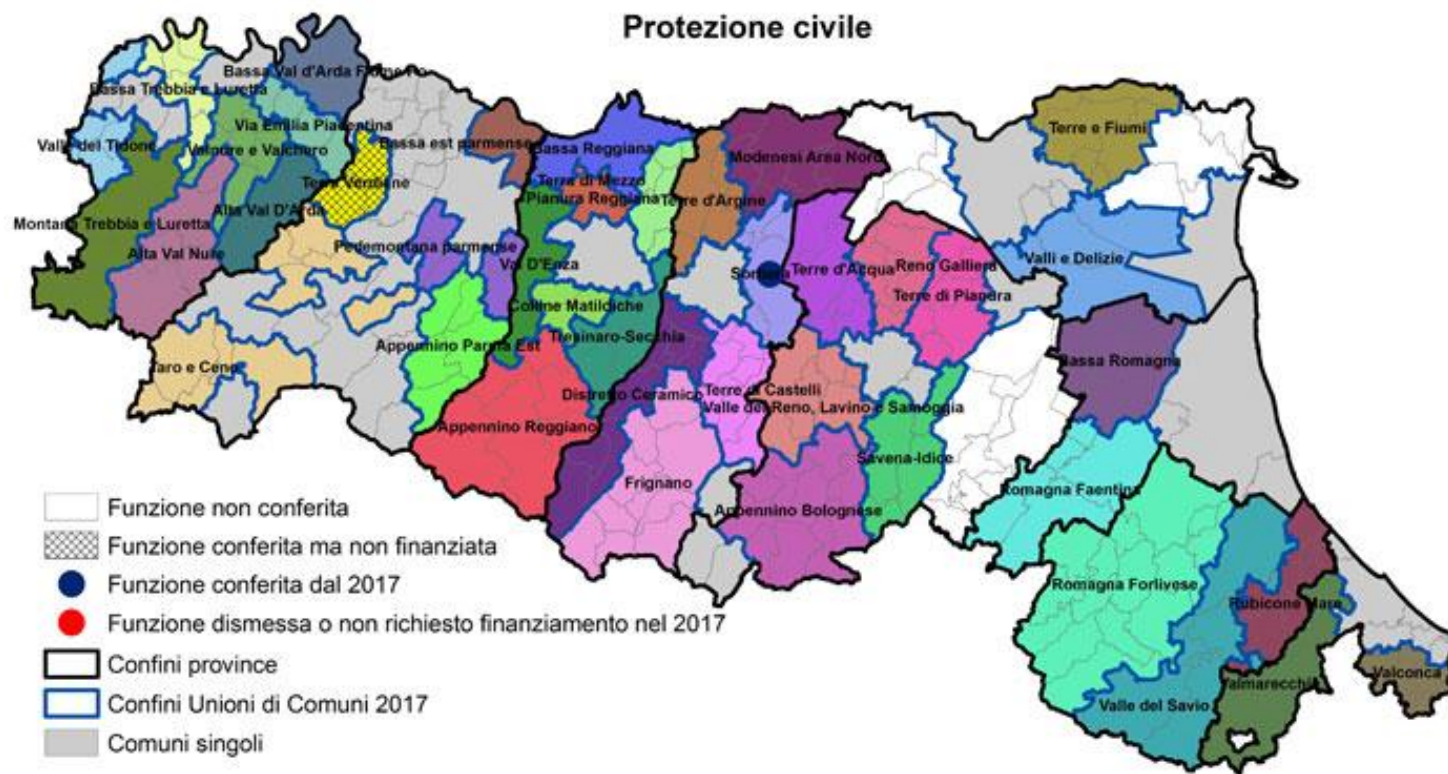 Protezione civile
Bassa Val d'Arda Fiume Po
Bassa Trebbia e Luretta
Via Emilia Piacentina
Valle del Tidone
Valnure e Valchero
Bassa est parmense
Terre Verdiane
Alta Val D'Arda
Montana Trebbia e Luretta
Alta Val Nure
Pedemontana parmense
Taro e Ceno
Appennino Parma Est
Bassa Reggiana
Terra di Mezzo
Pianura Reggiana
Val D'Enza
Colline Matildiche
Tresinaro-Secchia
Appennino Reggiano
Terre d'Argine
Modenesi Area Nord
Sorbara
Distretto Ceramico
Terre di Castelli
Frignano
Terre d'Acqua
Reno Galliera
Terre di Pianura
Valle del Reno, Lavino e Samoggia
Savena-Idice
Appennino Bolognese
Terre e Fiumi
Valli e Delizie
Bassa Romagna
Romagna Faentina
Romagna Forlivese
Rubicone Mare
Valle del Savio
Valmarecchia
Valconca
Funzione non conferita
Funzione conferita ma non finanziata
Funzione conferita dal 2017
Funzione dismessa o non richiesto finanziamento nel 2017
Confini province
Confini Unioni di Comuni 2017
Comuni singoli